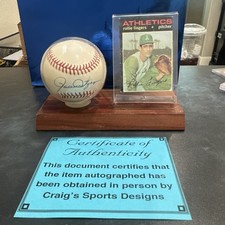 ATHLETICS
rollie fingers • pitcher
Certificate of
Authenticity
This document certifies that
the item autographed has
been obtained in person by
Craig's Sports Designs